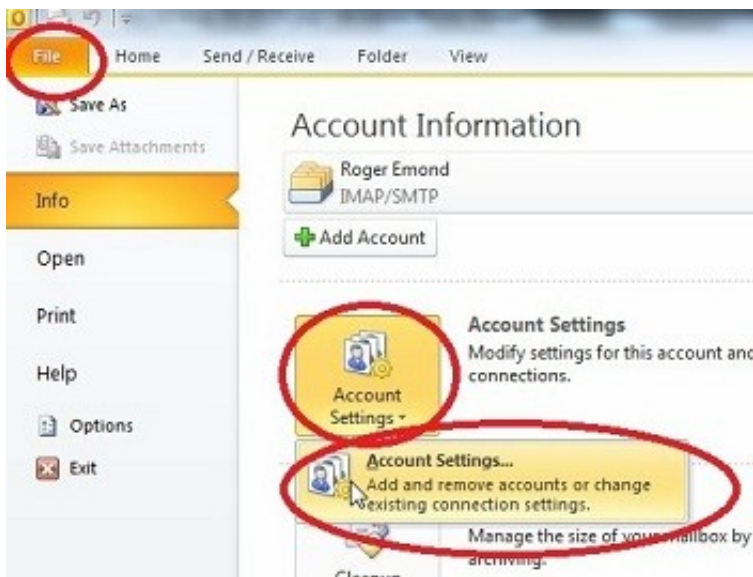 File Home Send / Receive Folder View
Save As
Save Attachments
Info
Open
Print
Help
Options
Exit
Account Information
Roger Emond
IMAP/SMTP
Add Account
Account Settings
Account Settings
Modify settings for this account and
connections.
Account Settings...
Add and remove accounts or change
existing connection settings.
Manage the size of your mailbox by
archiving.
Cleanup